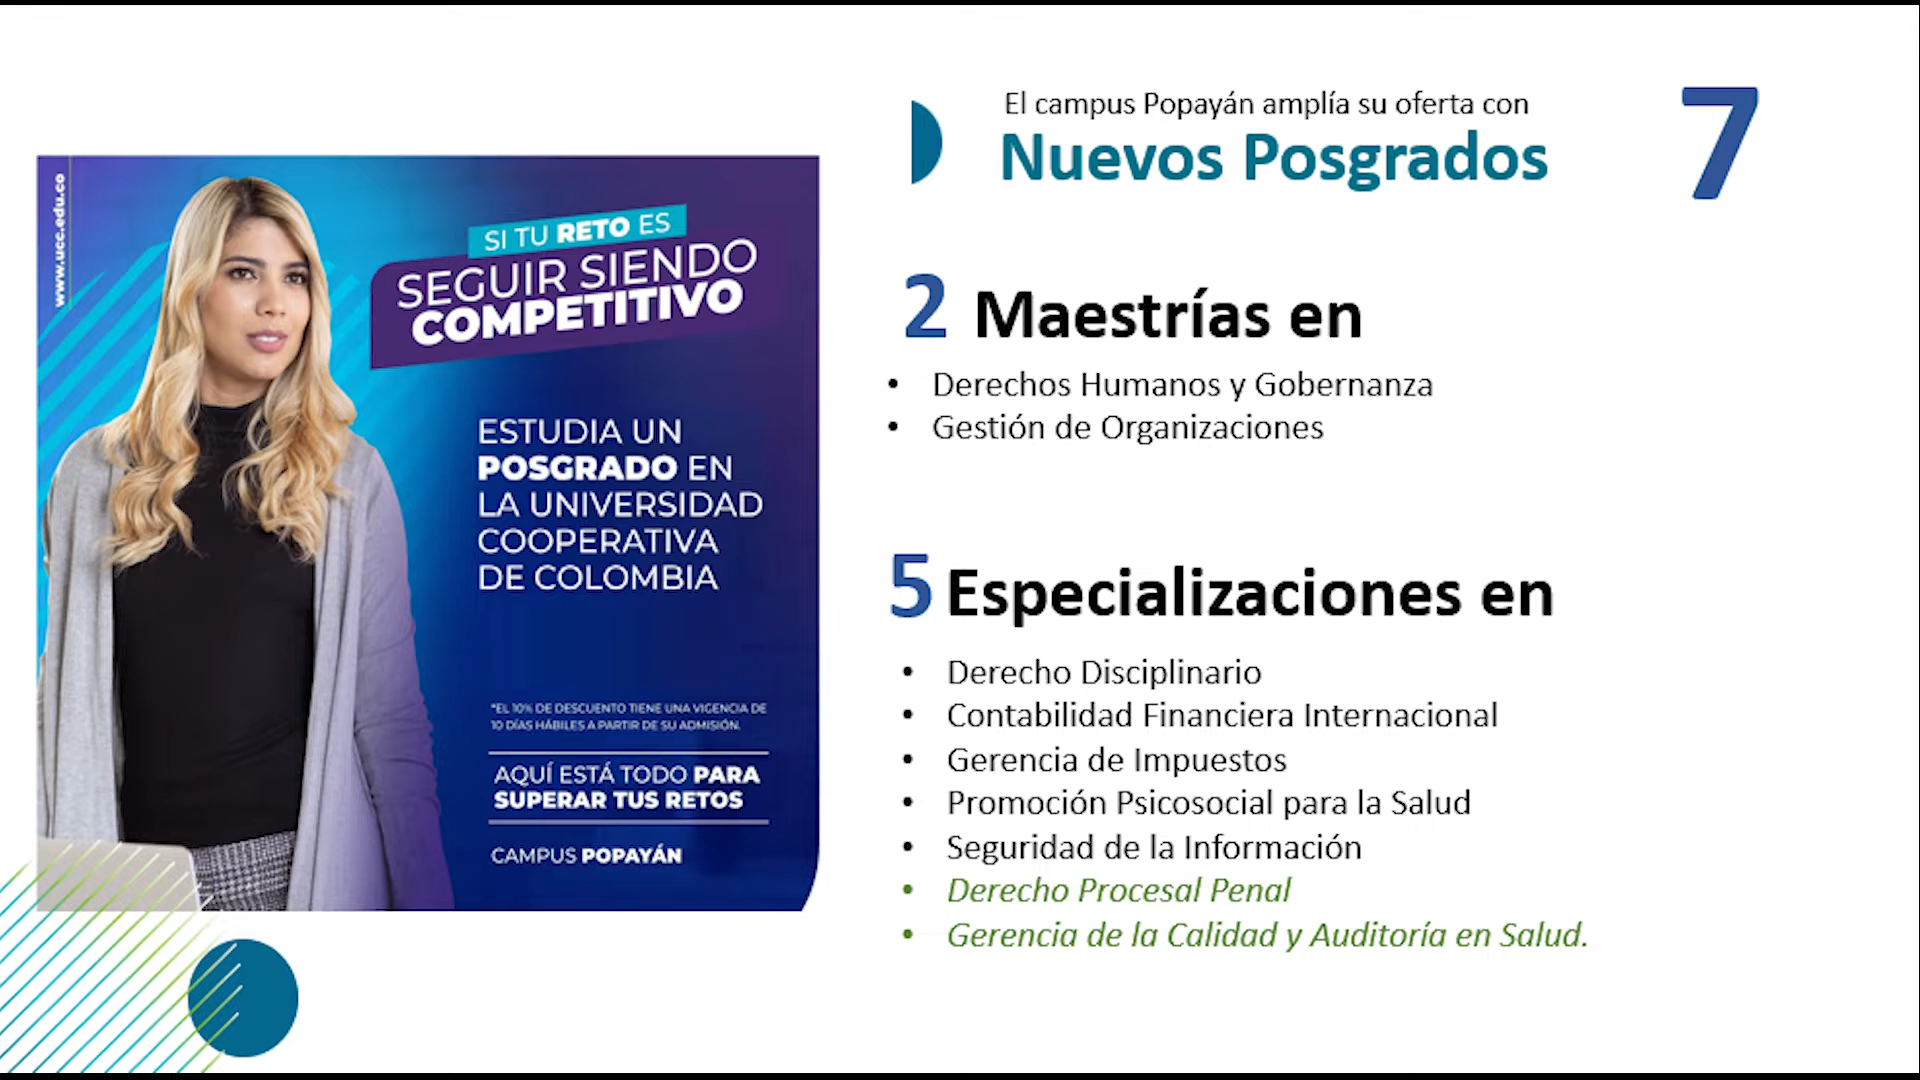 www.ucc.edu.co
SI TU RETO ES
SEGUIR SIENDO
COMPETITIVO
ESTUDIA UN
POSGRADO EN
LA UNIVERSIDAD
COOPERATIVA
DE COLOMBIA
*EL 10% DE DESCUENTO TIENE UNA VIGENCIA DE
10 DÍAS HÁBILES A PARTIR DE SU ADMISIÓN.
AQUÍ ESTÁ TODO PARA
SUPERAR TUS RETOS
CAMPUS POPAYÁN
El campus Popayán amplía su oferta con
Nuevos Posgrados
7
2 Maestrías en
• Derechos Humanos y Gobernanza
• Gestión de Organizaciones
5 Especializaciones en
• Derecho Disciplinario
• Contabilidad Financiera Internacional
• Gerencia de Impuestos
• Promoción Psicosocial para la Salud
• Seguridad de la Información
• Derecho Procesal Penal
• Gerencia de la Calidad y Auditoría en Salud.